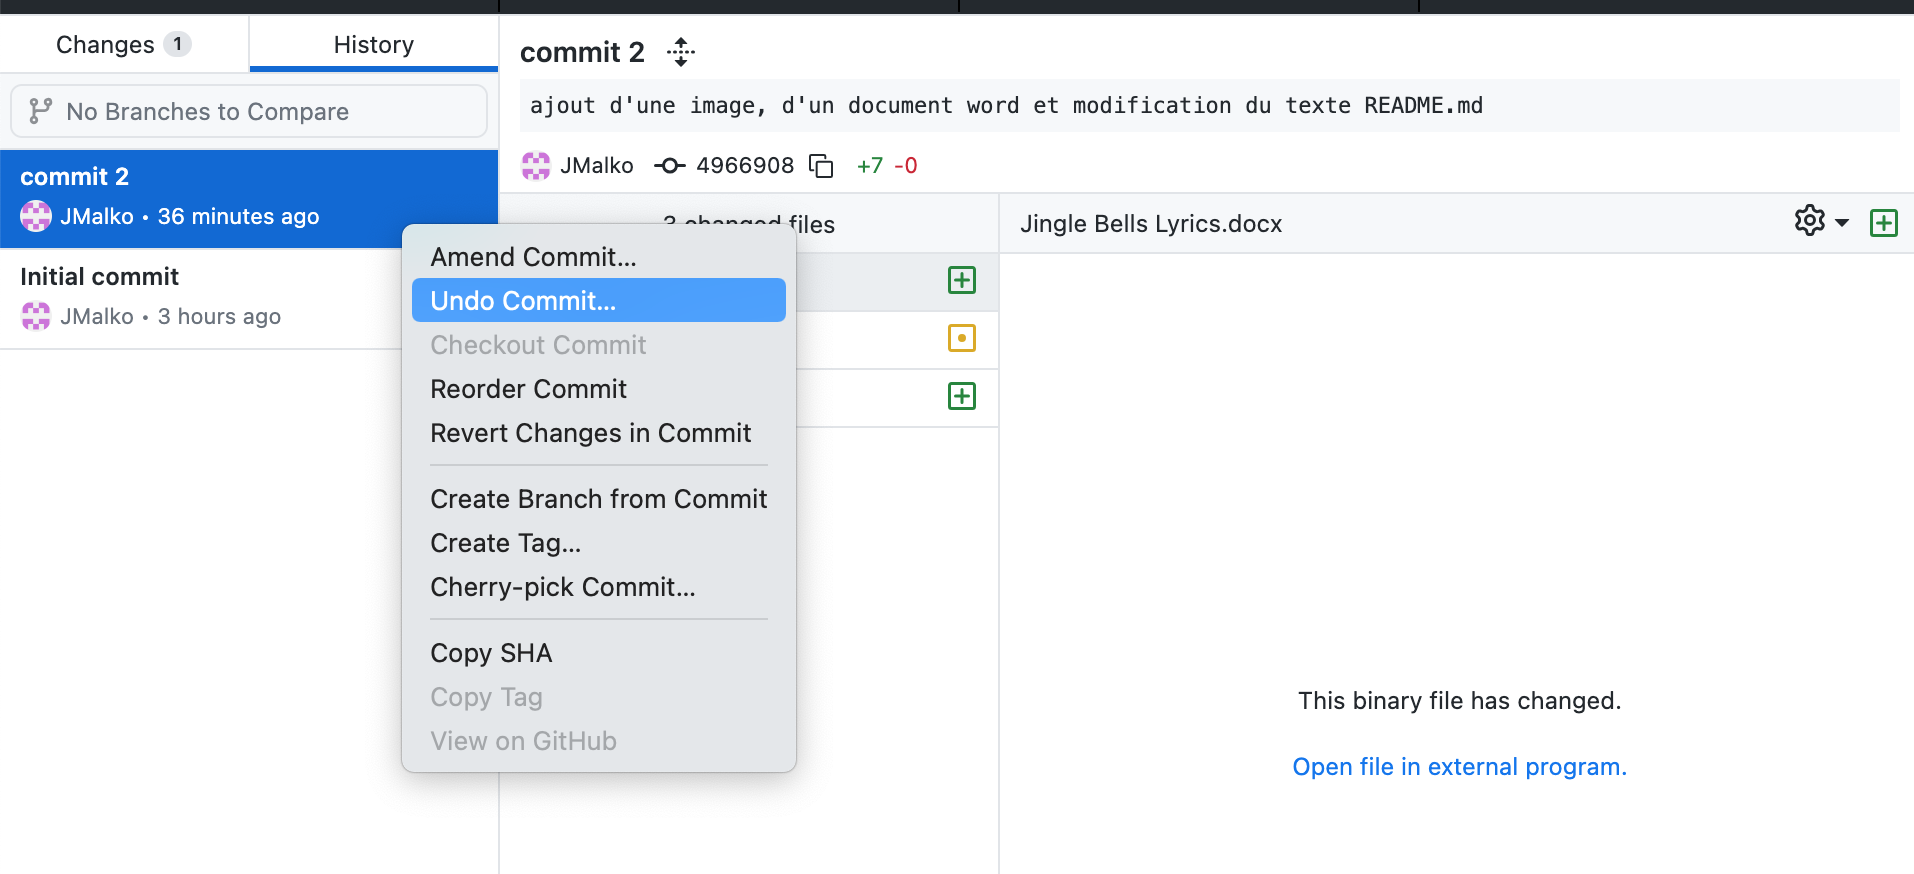 Changes 1
History
No Branches to Compare
commit 2
JMalko • 36 minutes ago
Initial commit
JMalko • 3 hours ago
commit 2
ajout d'une image, d'un document word et modification du texte README.md
JMalko 4966908 +7 -0
3 changed files
Jingle Bells Lyrics.docx
Amend Commit...
Undo Commit...
Checkout Commit
Reorder Commit
Revert Changes in Commit
Create Branch from Commit
Create Tag...
Cherry-pick Commit...
Copy SHA
Copy Tag
View on GitHub
This binary file has changed.
Open file in external program.